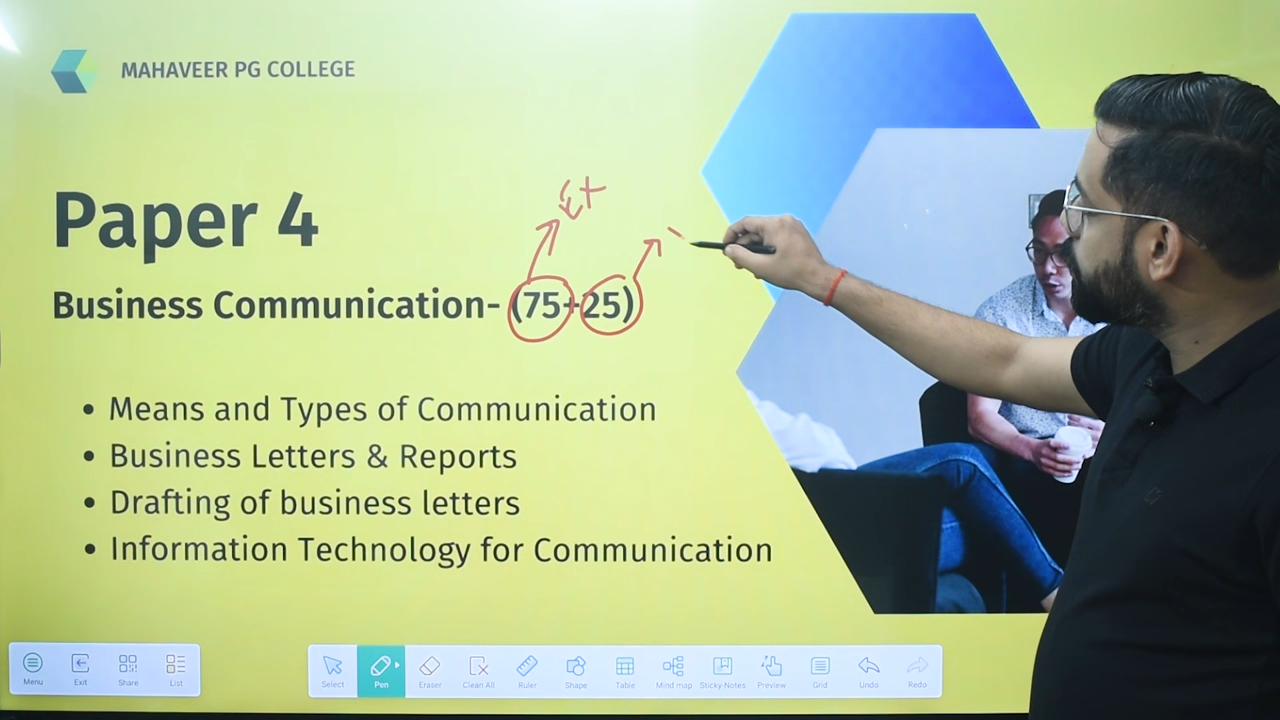 MAHAVEER PG COLLEGE
Paper 4
Ex
Business Communication- (75+25)
• Means and Types of Communication
• Business Letters & Reports
• Drafting of business letters
• Information Technology for Communication
Menu Exit Share List Select Pen Eraser Clean All Ruler Shape Table Mind map Sticky-Notes Preview Grid Undo Redo